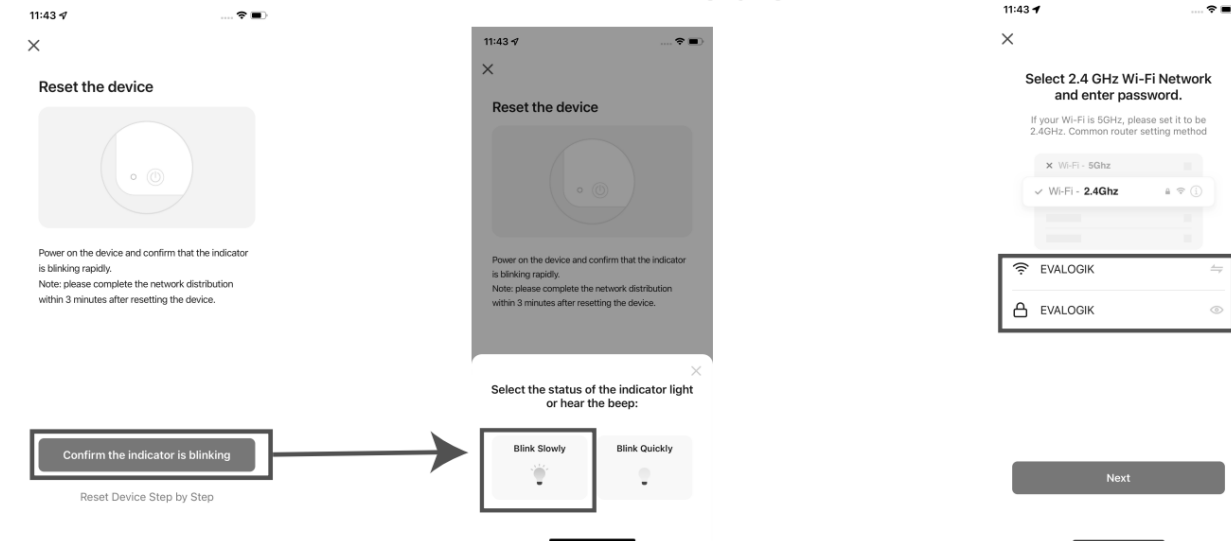 11:43
Reset the device
Power on the device and confirm that the indicator
is blinking rapidly.
Note: please complete the network distribution
within 3 minutes after resetting the device.
Confirm the indicator is blinking
Reset Device Step by Step
11:43
Reset the device
Power on the device and confirm that the indicator
is blinking rapidly.
Note: please complete the network distribution
within 3 minutes after resetting the device.
Select the status of the indicator light
or hear the beep:
Blink Slowly
Blink Quickly
11:43
Select 2.4 GHz Wi-Fi Network
and enter password.
If your Wi-Fi is 5GHz, please set it to be
2.4GHz. Common router setting method
Wi-Fi - 5Ghz
Wi-Fi - 2.4Ghz
EVALOGIK
EVALOGIK
Next